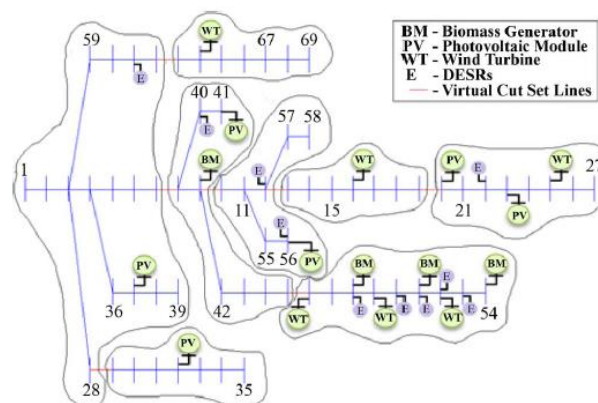 BM - Biomass Generator
PV - Photovoltaic Module
WT - Wind Turbine
E - DESRs
- Virtual Cut Set Lines
59 WT 67 69
E
40 41 57 58
E PV
BM
1 E WT PV E WT 27
11 15 21
PV
E
55 56 PV
PV
36 39 42
BM BM E BM
WT E WT E E WT E 54
PV
28 35